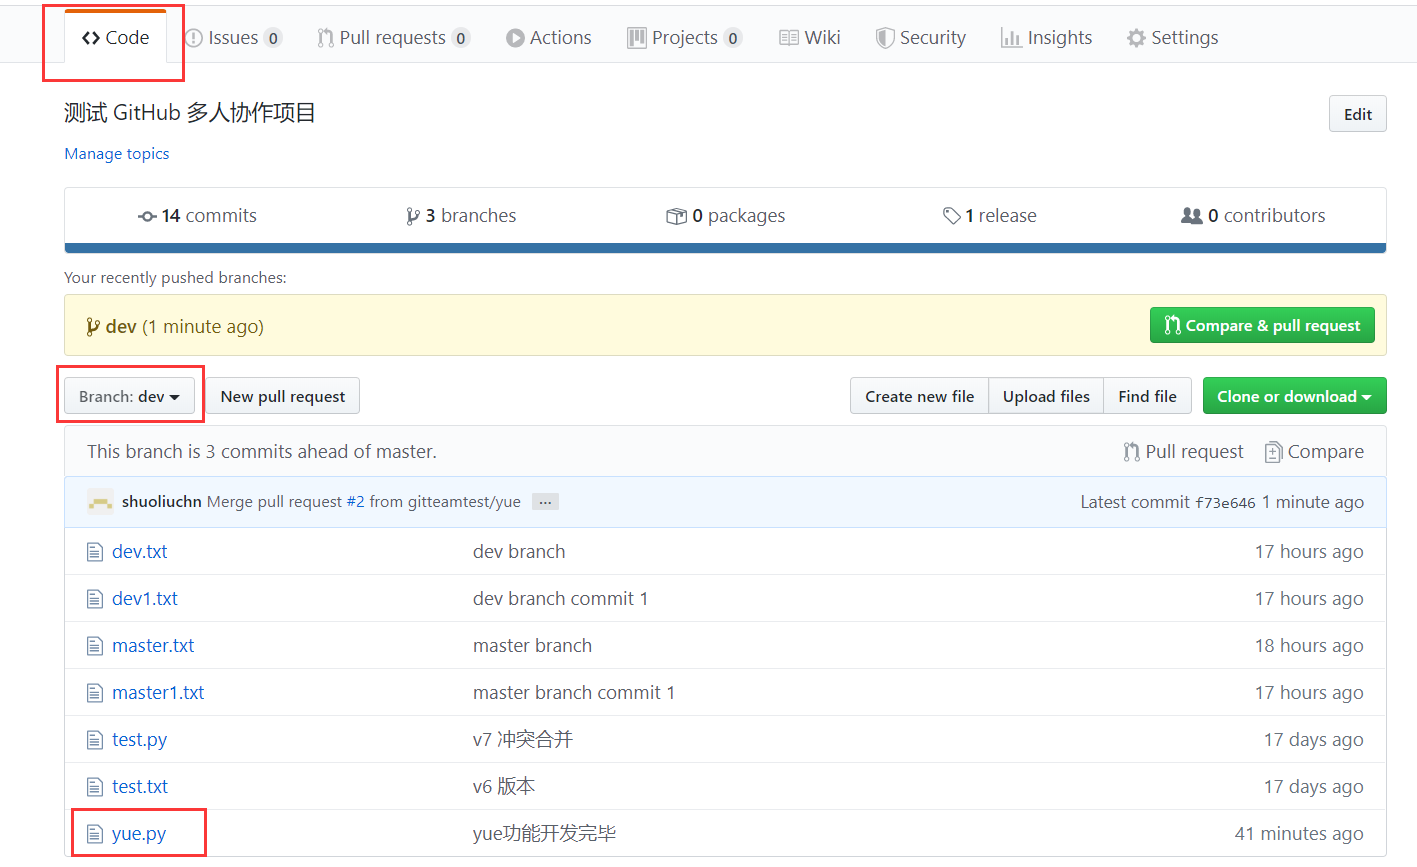 Code Issues 0 Pull requests 0 Actions Projects 0 Wiki Security Insights Settings
测试 GitHub 多人协作项目 Edit
Manage topics
14 commits 3 branches 0 packages 1 release 0 contributors
Your recently pushed branches:
dev (1 minute ago) Compare & pull request
Branch: dev New pull request Create new file Upload files Find file Clone or download
This branch is 3 commits ahead of master. Pull request Compare
shuoliuchn Merge pull request #2 from gitteamtest/yue ... Latest commit f73e646 1 minute ago
dev.txt dev branch 17 hours ago
dev1.txt dev branch commit 1 17 hours ago
master.txt master branch 18 hours ago
master1.txt master branch commit 1 17 hours ago
test.py v7 冲突合并 17 days ago
test.txt v6 版本 17 days ago
yue.py yue功能开发完毕 41 minutes ago